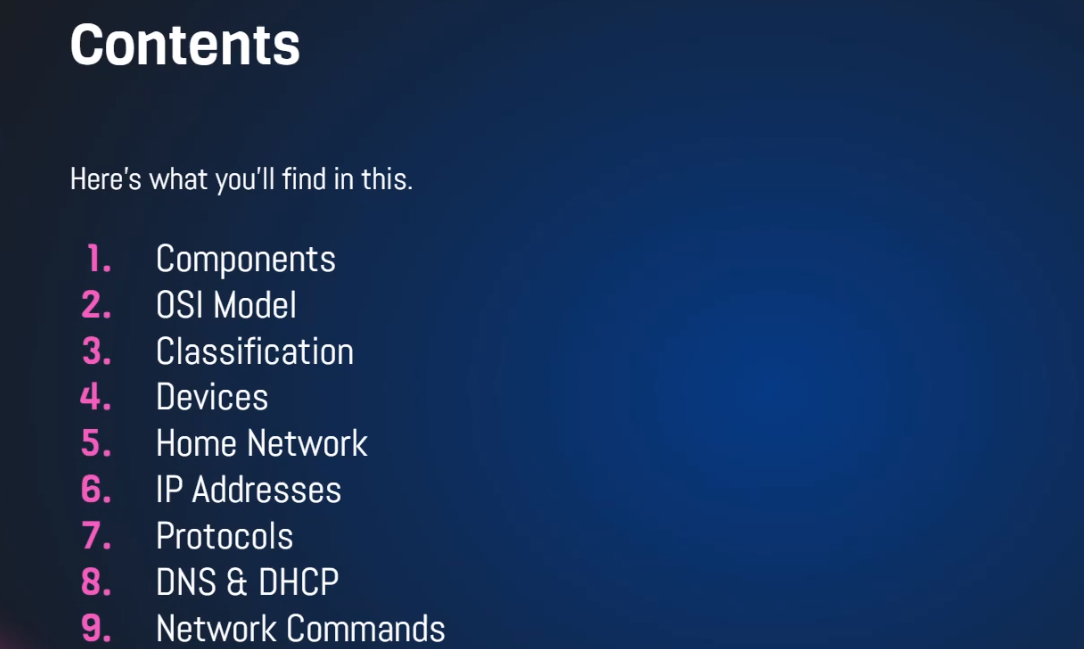 Contents
Here's what you'll find in this.
1. Components
2. OSI Model
3. Classification
4. Devices
5. Home Network
6. IP Addresses
7. Protocols
8. DNS & DHCP
9. Network Commands